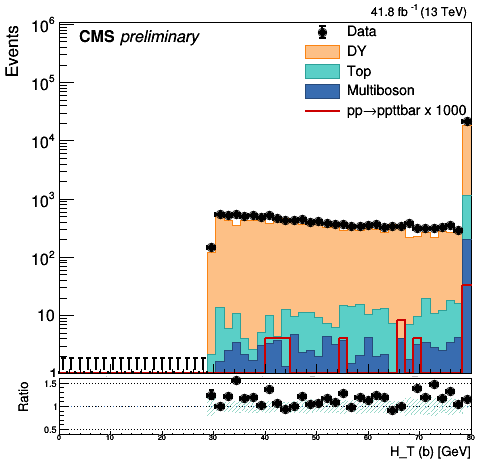 41.8 fb⁻¹ (13 TeV)
CMS preliminary
Data
DY
Top
Multiboson
pp→ppttbar x 1000
Events
10⁶
10⁵
10⁴
10³
10²
10
1
Ratio
1.5
1
0.5
0 10 20 30 40 50 60 70 80
H_T (b) [GeV]